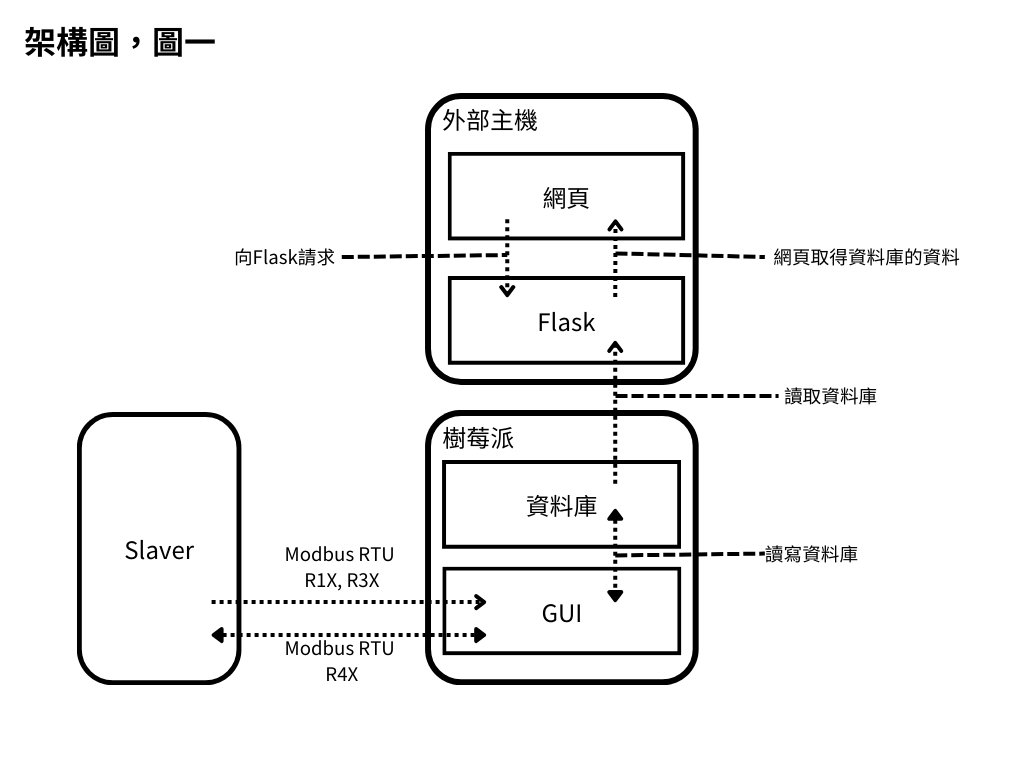 架構圖，圖一
外部主機
網頁
向Flask請求
網頁取得資料庫的資料
Flask
讀取資料庫
樹莓派
資料庫
Slaver
Modbus RTU
R1X, R3X
讀寫資料庫
GUI
Modbus RTU
R4X